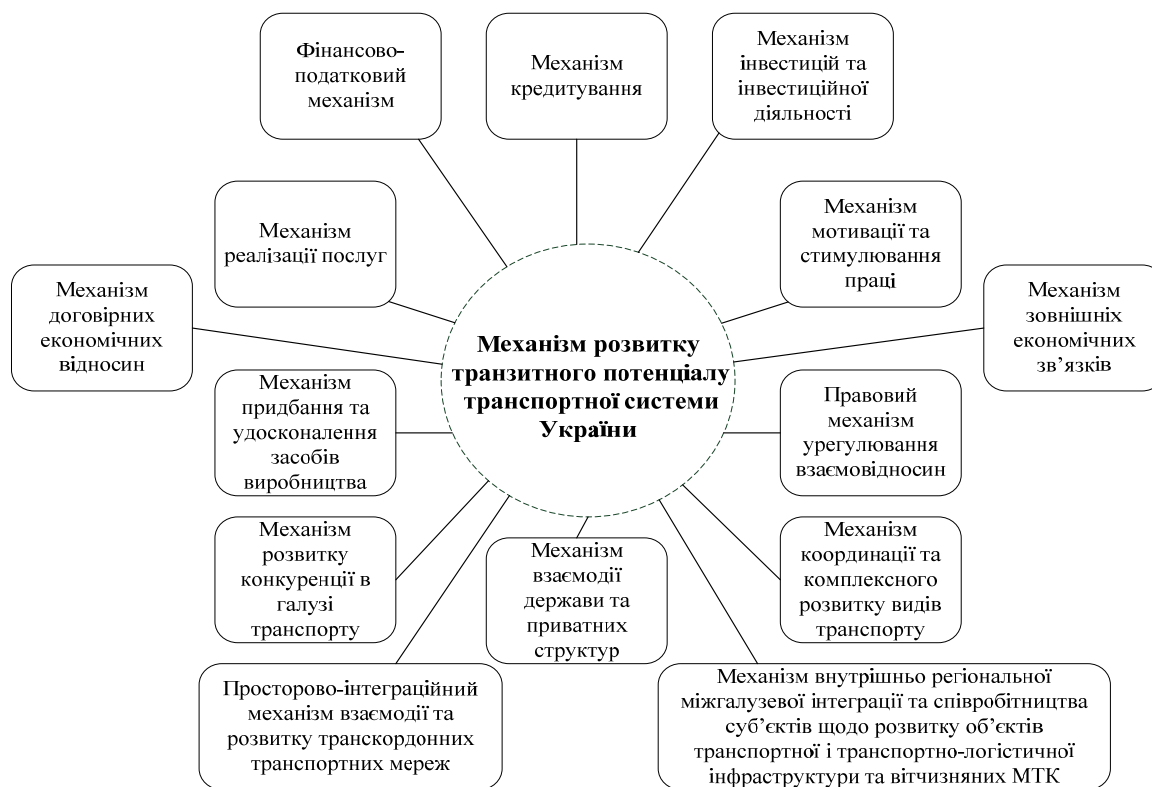 Фінансово-
податковий
механізм
Механізм
кредитування
Механізм
інвестицій та
інвестиційної
діяльності
Механізм
реалізації послуг
Механізм
мотивації та
стимулювання
праці
Механізм
договірних
економічних
відносин
Механізм
зовнішніх
економічних
зв’язків
Механізм розвитку
транзитного потенціалу
транспортної системи
України
Механізм
придбання та
удосконалення
засобів
виробництва
Правовий
механізм
урегулювання
взаємовідносин
Механізм
розвитку
конкуренції в
галузі
транспорту
Механізм
взаємодії
держави та
приватних
структур
Механізм
координації та
комплексного
розвитку видів
транспорту
Просторово-інтеграційний
механізм взаємодії та
розвитку транскордонних
транспортних мереж
Механізм внутрішньо регіональної
міжгалузевої інтеграції та співробітництва
суб’єктів щодо розвитку об’єктів
транспортної і транспортно-логістичної
інфраструктури та вітчизняних МТК